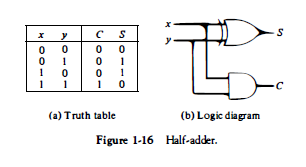 x y C S
0 0 0 0
0 1 0 1
1 0 0 1
1 1 1 0
(a) Truth table
x
y
S
C
(b) Logic diagram
Figure 1-16 Half-adder.